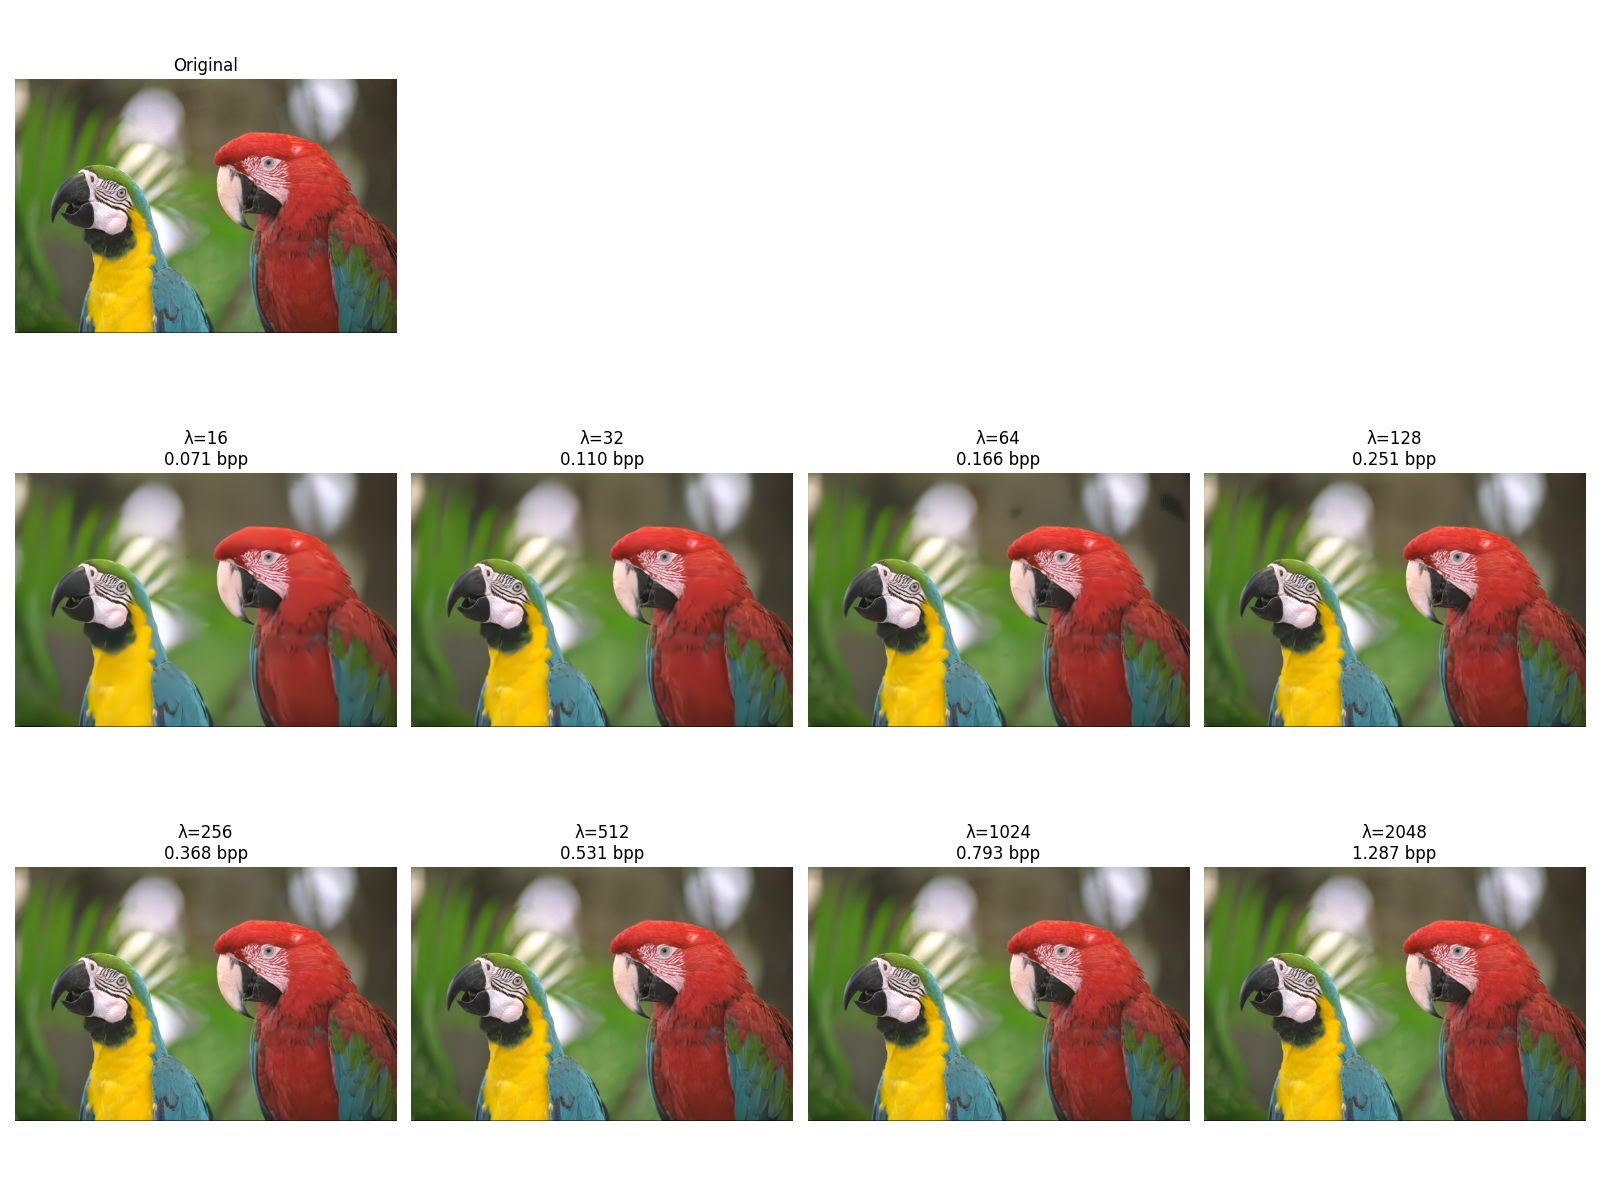 Original
λ=16
0.071 bpp
λ=32
0.110 bpp
λ=64
0.166 bpp
λ=128
0.251 bpp
λ=256
0.368 bpp
λ=512
0.531 bpp
λ=1024
0.793 bpp
λ=2048
1.287 bpp